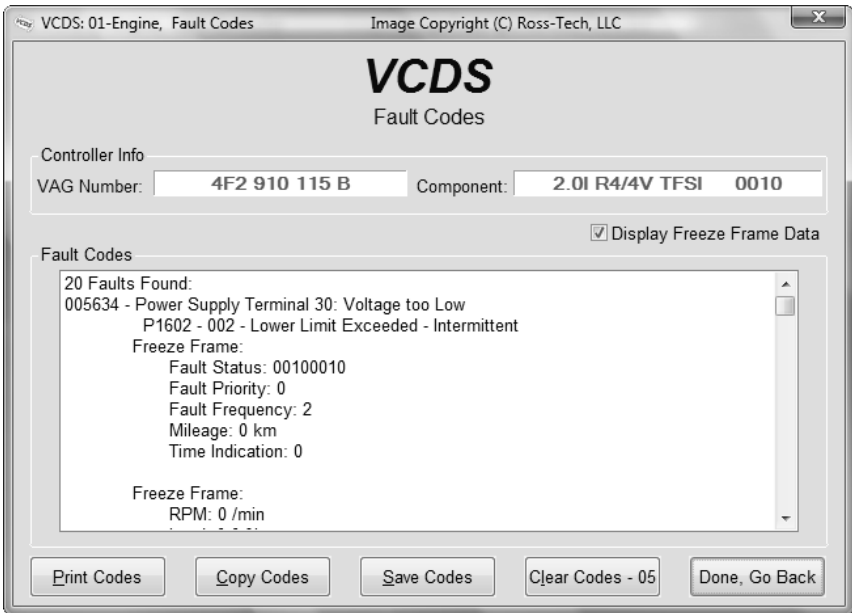 VCDS: 01-Engine, Fault Codes Image Copyright (C) Ross-Tech, LLC
VCDS
Fault Codes
Controller Info
VAG Number: 4F2 910 115 B Component: 2.0l R4/4V TFSI 0010
Display Freeze Frame Data
Fault Codes
20 Faults Found:
005634 - Power Supply Terminal 30: Voltage too Low
P1602 - 002 - Lower Limit Exceeded - Intermittent
Freeze Frame:
Fault Status: 00100010
Fault Priority: 0
Fault Frequency: 2
Mileage: 0 km
Time Indication: 0
Freeze Frame:
RPM: 0 /min
Print Codes Copy Codes Save Codes Clear Codes - 05 Done, Go Back